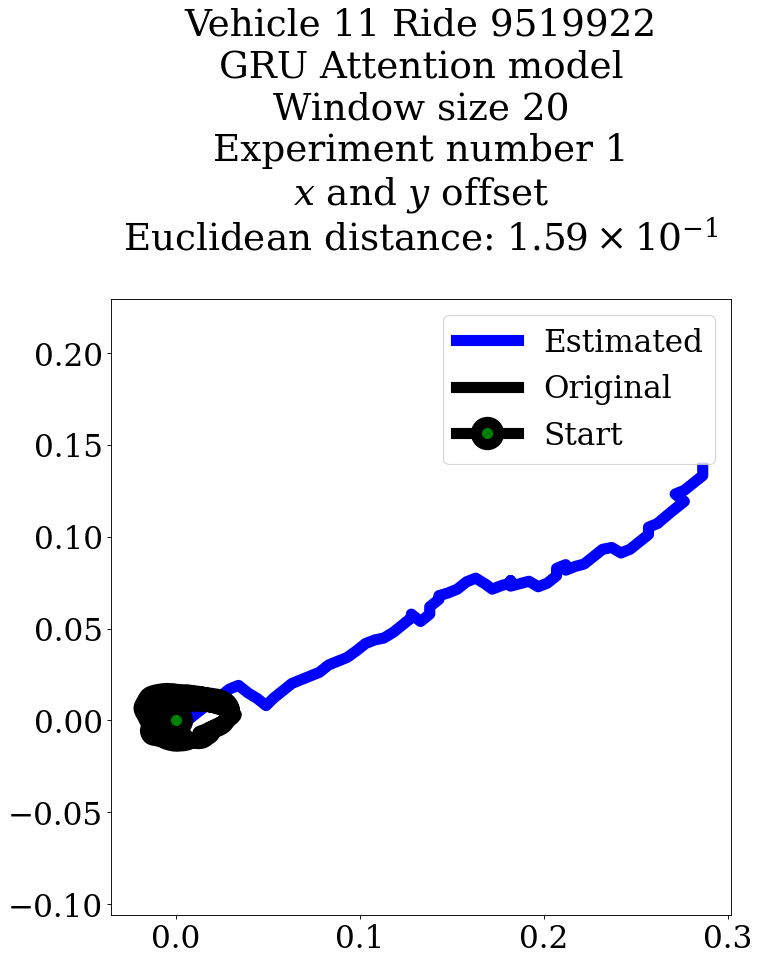 Vehicle 11 Ride 9519922
GRU Attention model
Window size 20
Experiment number 1
x and y offset
Euclidean distance: 1.59 × 10⁻¹
Estimated
Original
Start
0.20
0.15
0.10
0.05
0.00
−0.05
−0.10
0.0 0.1 0.2 0.3